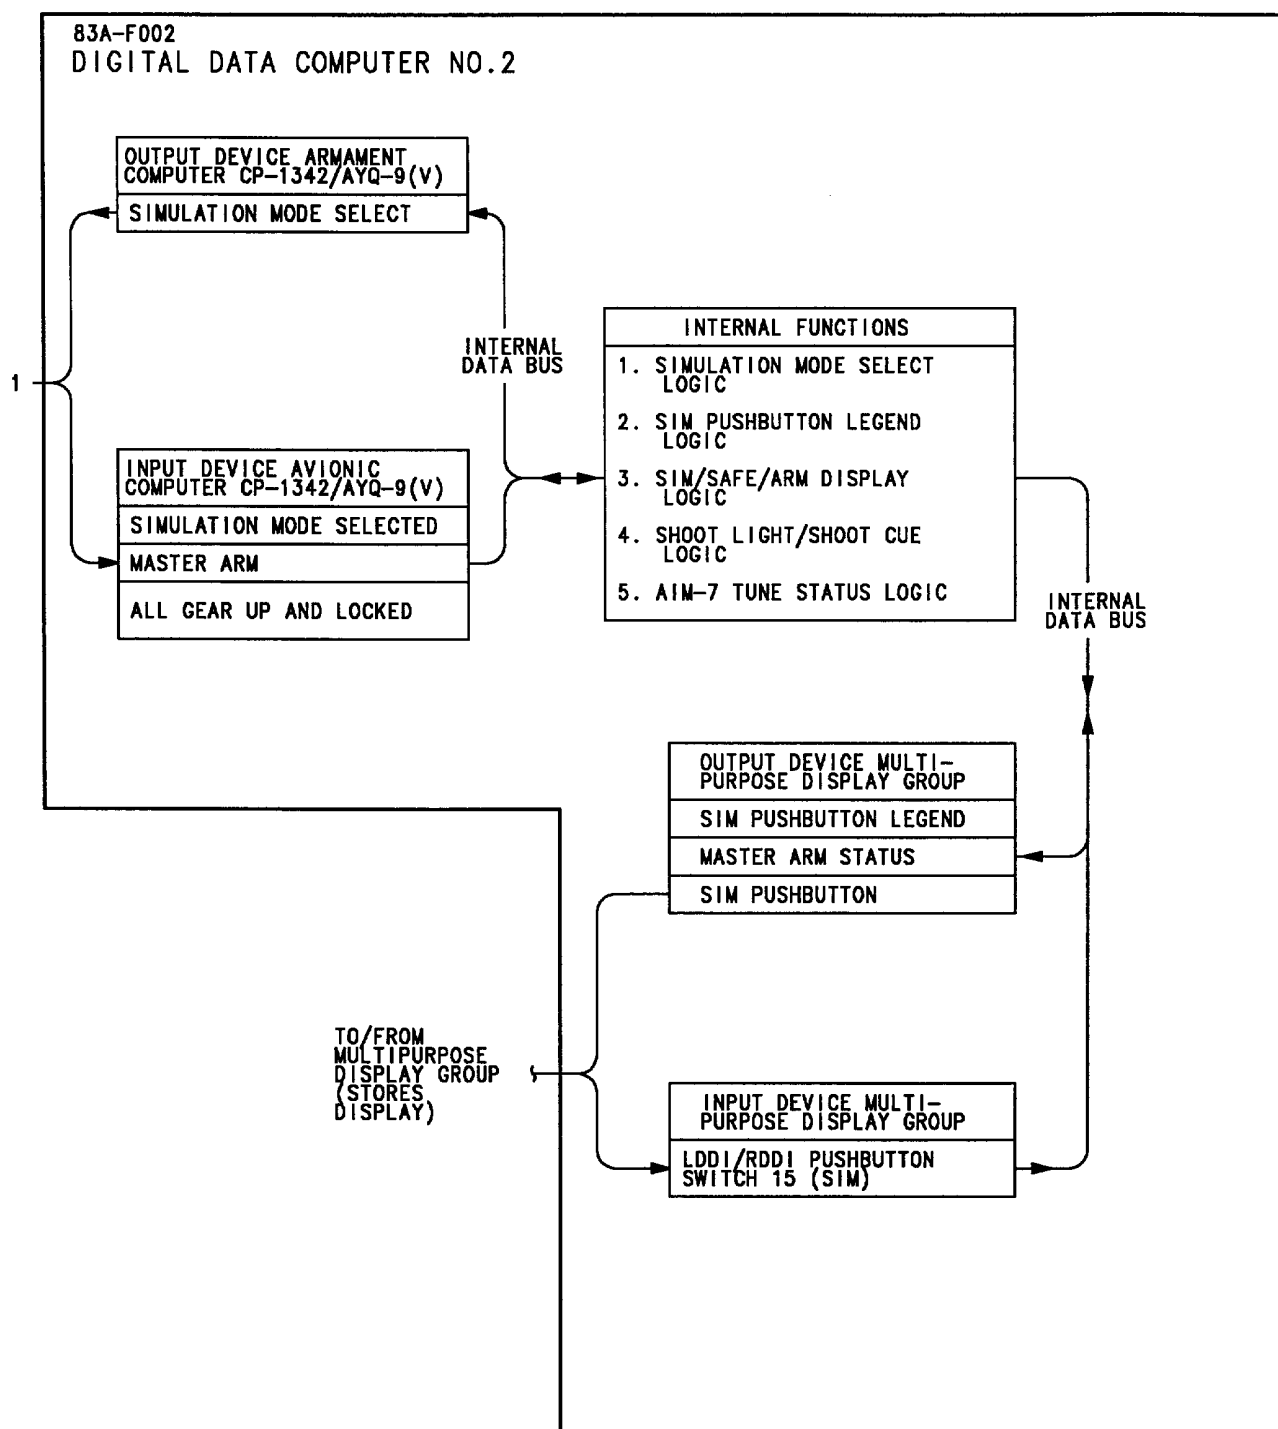 83A-F002
DIGITAL DATA COMPUTER NO.2
OUTPUT DEVICE ARMAMENT
COMPUTER CP-1342/AYQ-9(V)
SIMULATION MODE SELECT
INTERNAL
DATA BUS
1
INPUT DEVICE AVIONIC
COMPUTER CP-1342/AYQ-9(V)
SIMULATION MODE SELECTED
MASTER ARM
ALL GEAR UP AND LOCKED
INTERNAL FUNCTIONS
1. SIMULATION MODE SELECT
LOGIC
2. SIM PUSHBUTTON LEGEND
LOGIC
3. SIM/SAFE/ARM DISPLAY
LOGIC
4. SHOOT LIGHT/SHOOT CUE
LOGIC
5. AIM-7 TUNE STATUS LOGIC
INTERNAL
DATA BUS
OUTPUT DEVICE MULTI-
PURPOSE DISPLAY GROUP
SIM PUSHBUTTON LEGEND
MASTER ARM STATUS
SIM PUSHBUTTON
TO/FROM
MULTIPURPOSE
DISPLAY GROUP
(STORES
DISPLAY)
INPUT DEVICE MULTI-
PURPOSE DISPLAY GROUP
LDDI/RDDI PUSHBUTTON
SWITCH 15 (SIM)